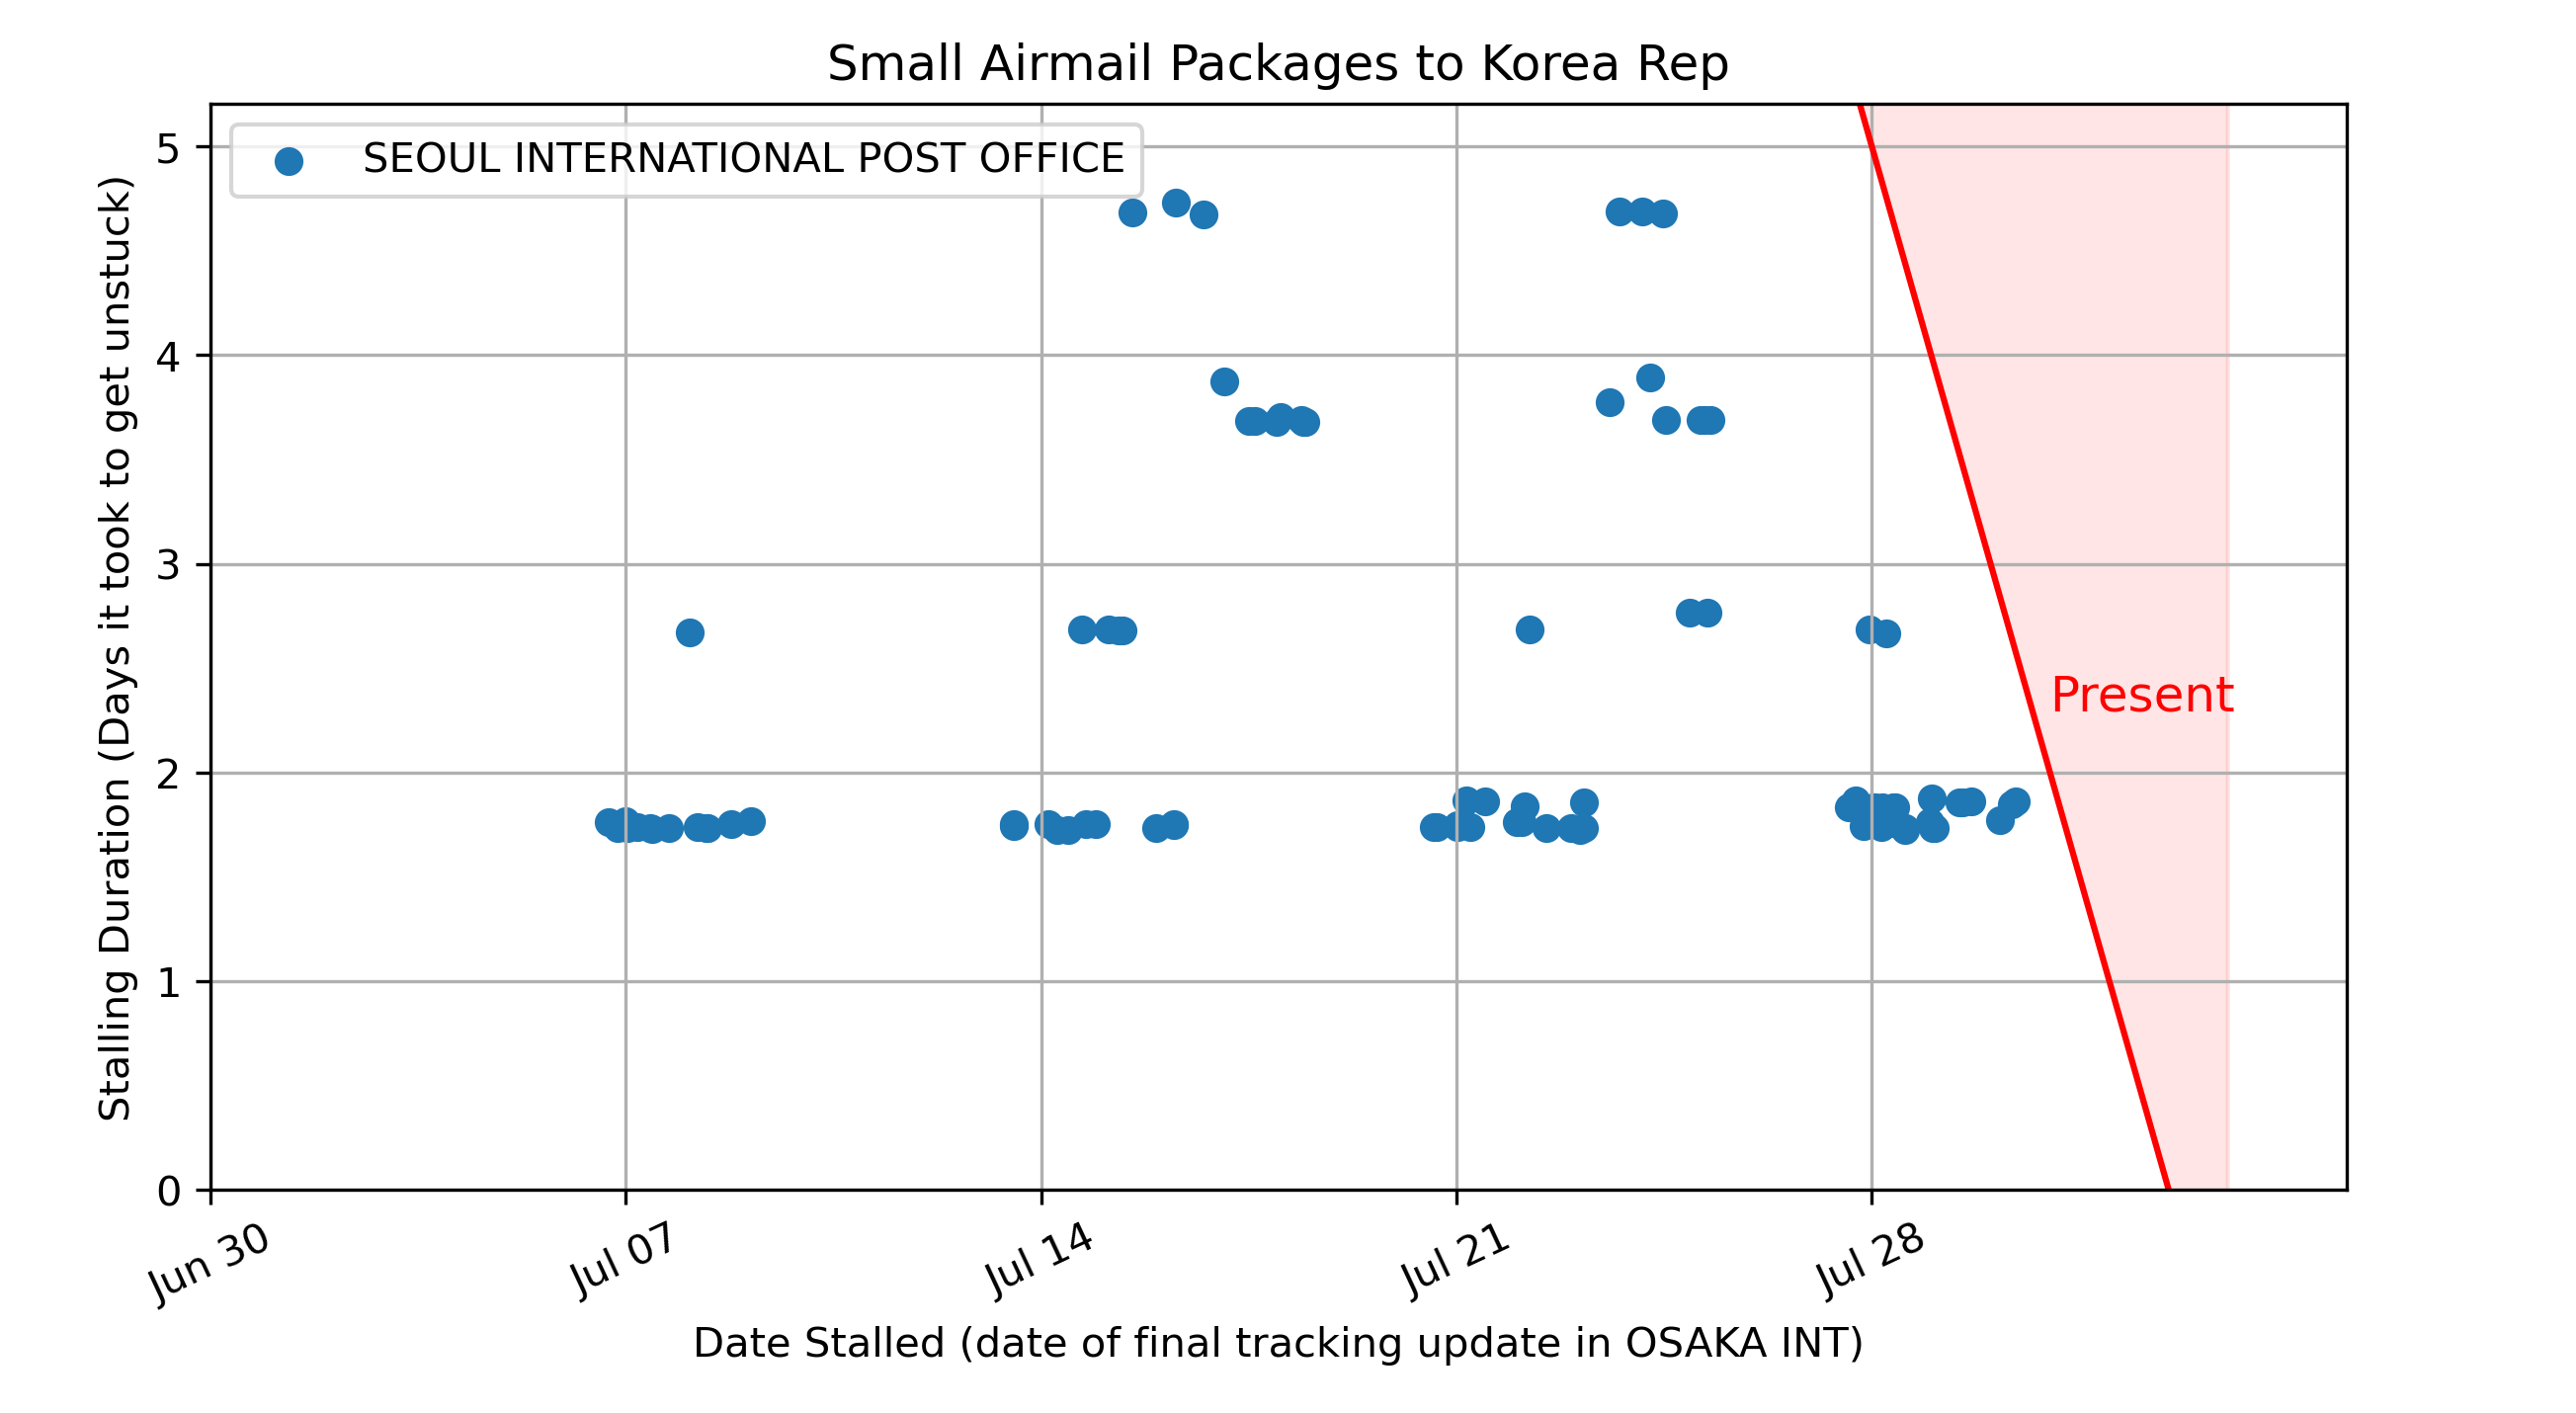 Small Airmail Packages to Korea Rep
SEOUL INTERNATIONAL POST OFFICE
Stalling Duration (Days it took to get unstuck)
5
4
3
2
1
0
Present
Jun 30
Jul 07
Jul 14
Jul 21
Jul 28
Date Stalled (date of final tracking update in OSAKA INT)